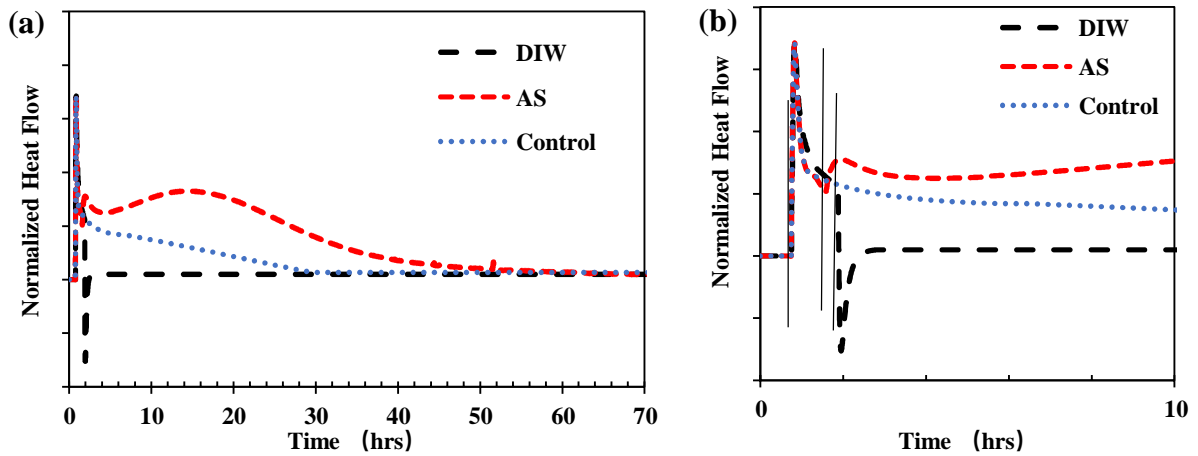 (a)
Normalized Heat Flow
DIW
AS
Control
0 10 20 30 40 50 60 70
Time (hrs)
(b)
Normalized Heat Flow
DIW
AS
Control
0 10
Time (hrs)